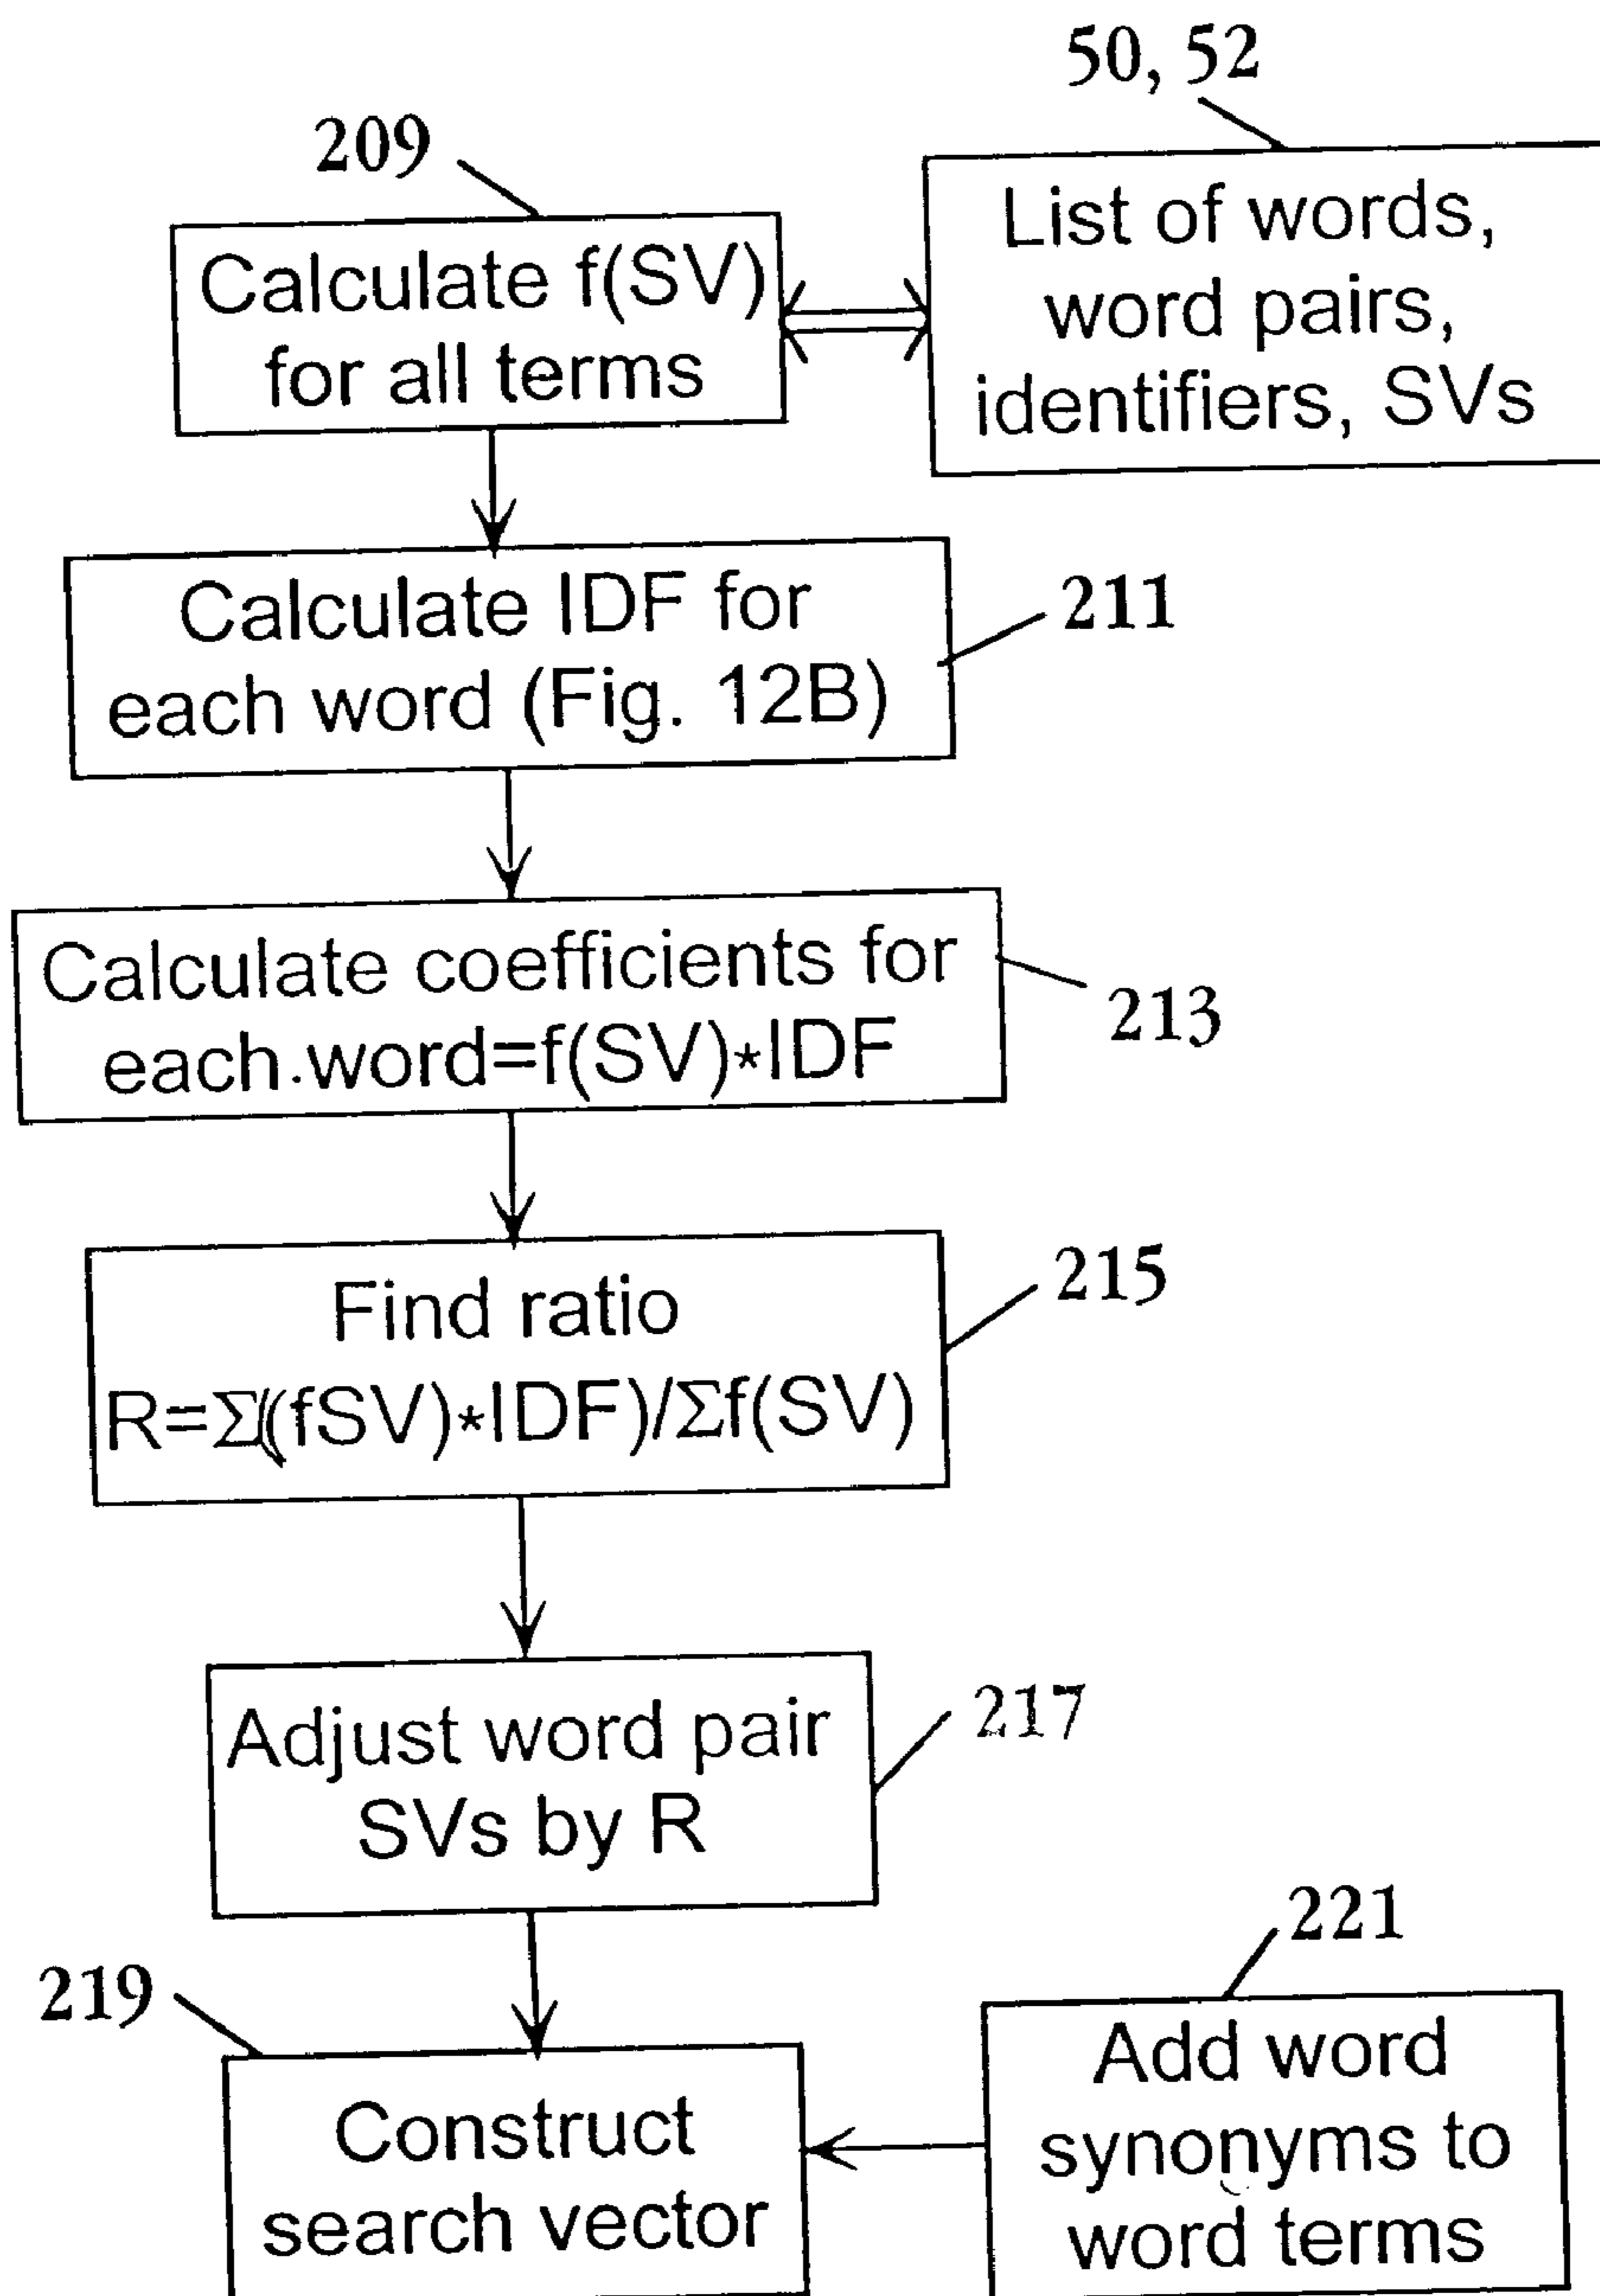 50, 52
209
List of words,
word pairs,
identifiers, SVs
Calculate f(SV)
for all terms
Calculate IDF for
each word (Fig. 12B)
211
Calculate coefficients for
each.word=f(SV)*IDF
213
Find ratio
R=Σ((fSV)*IDF)/Σf(SV)
215
Adjust word pair
SVs by R
217
221
219
Add word
synonyms to
word terms
Construct
search vector